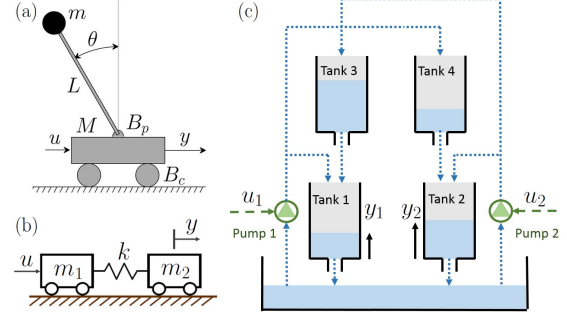 (a)
m
θ
L
M
B_p
u
y
B_c
(b)
y
u
m_1
k
m_2
(c)
Tank 3
Tank 4
Tank 1
Tank 2
u_1
y_1
y_2
u_2
Pump 1
Pump 2